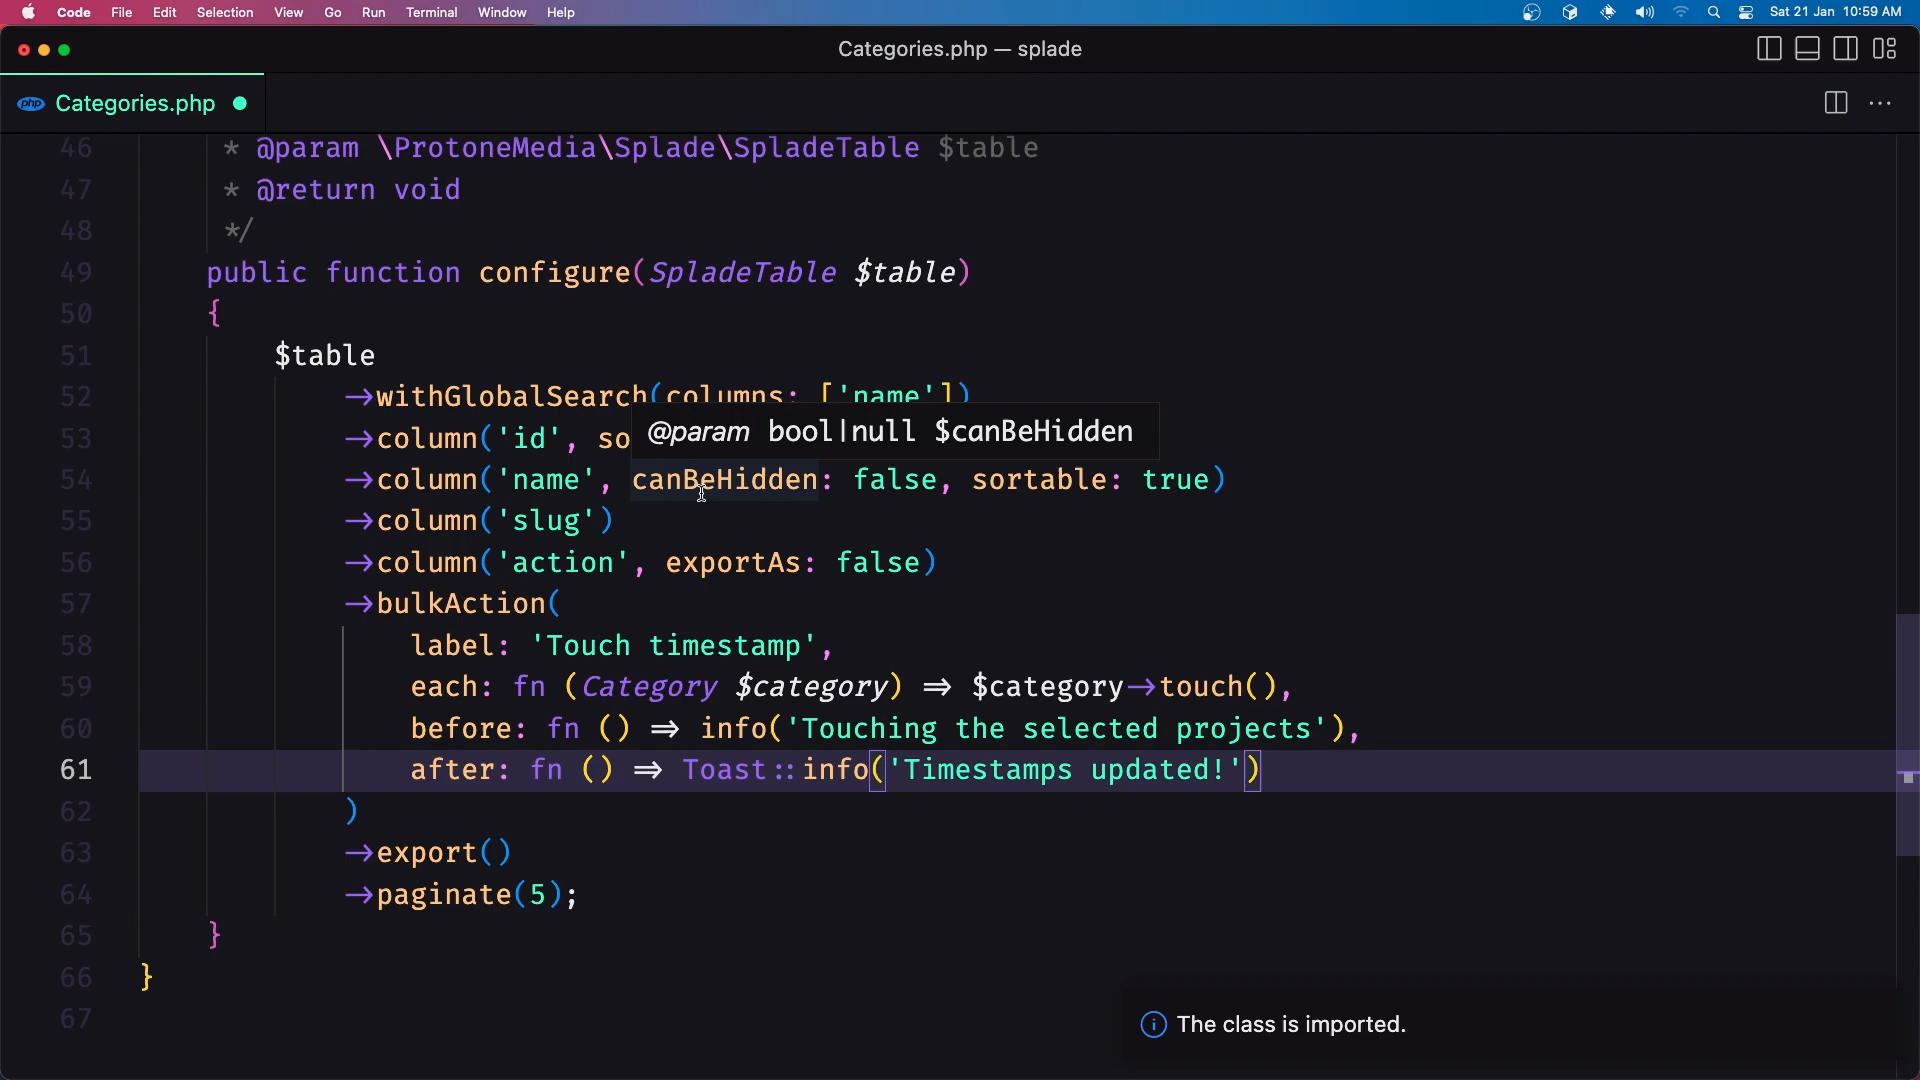 Code File Edit Selection View Go Run Terminal Window Help Sat 21 Jan 10:59 AM
Categories.php — splade
php Categories.php
46 * @param \ProtoneMedia\Splade\SpladeTable $table
47 * @return void
48 */
49 public function configure(SpladeTable $table)
50 {
51 $table
52 ->withGlobalSearch(columns: ['name'])
@param bool|null $canBeHidden
53 ->column('id', so
54 ->column('name', canBeHidden: false, sortable: true)
55 ->column('slug')
56 ->column('action', exportAs: false)
57 ->bulkAction(
58 label: 'Touch timestamp',
59 each: fn (Category $category) => $category->touch(),
60 before: fn () => info('Touching the selected projects'),
61 after: fn () => Toast::info('Timestamps updated!')
62 )
63 ->export()
64 ->paginate(5);
65 }
66 }
67
The class is imported.